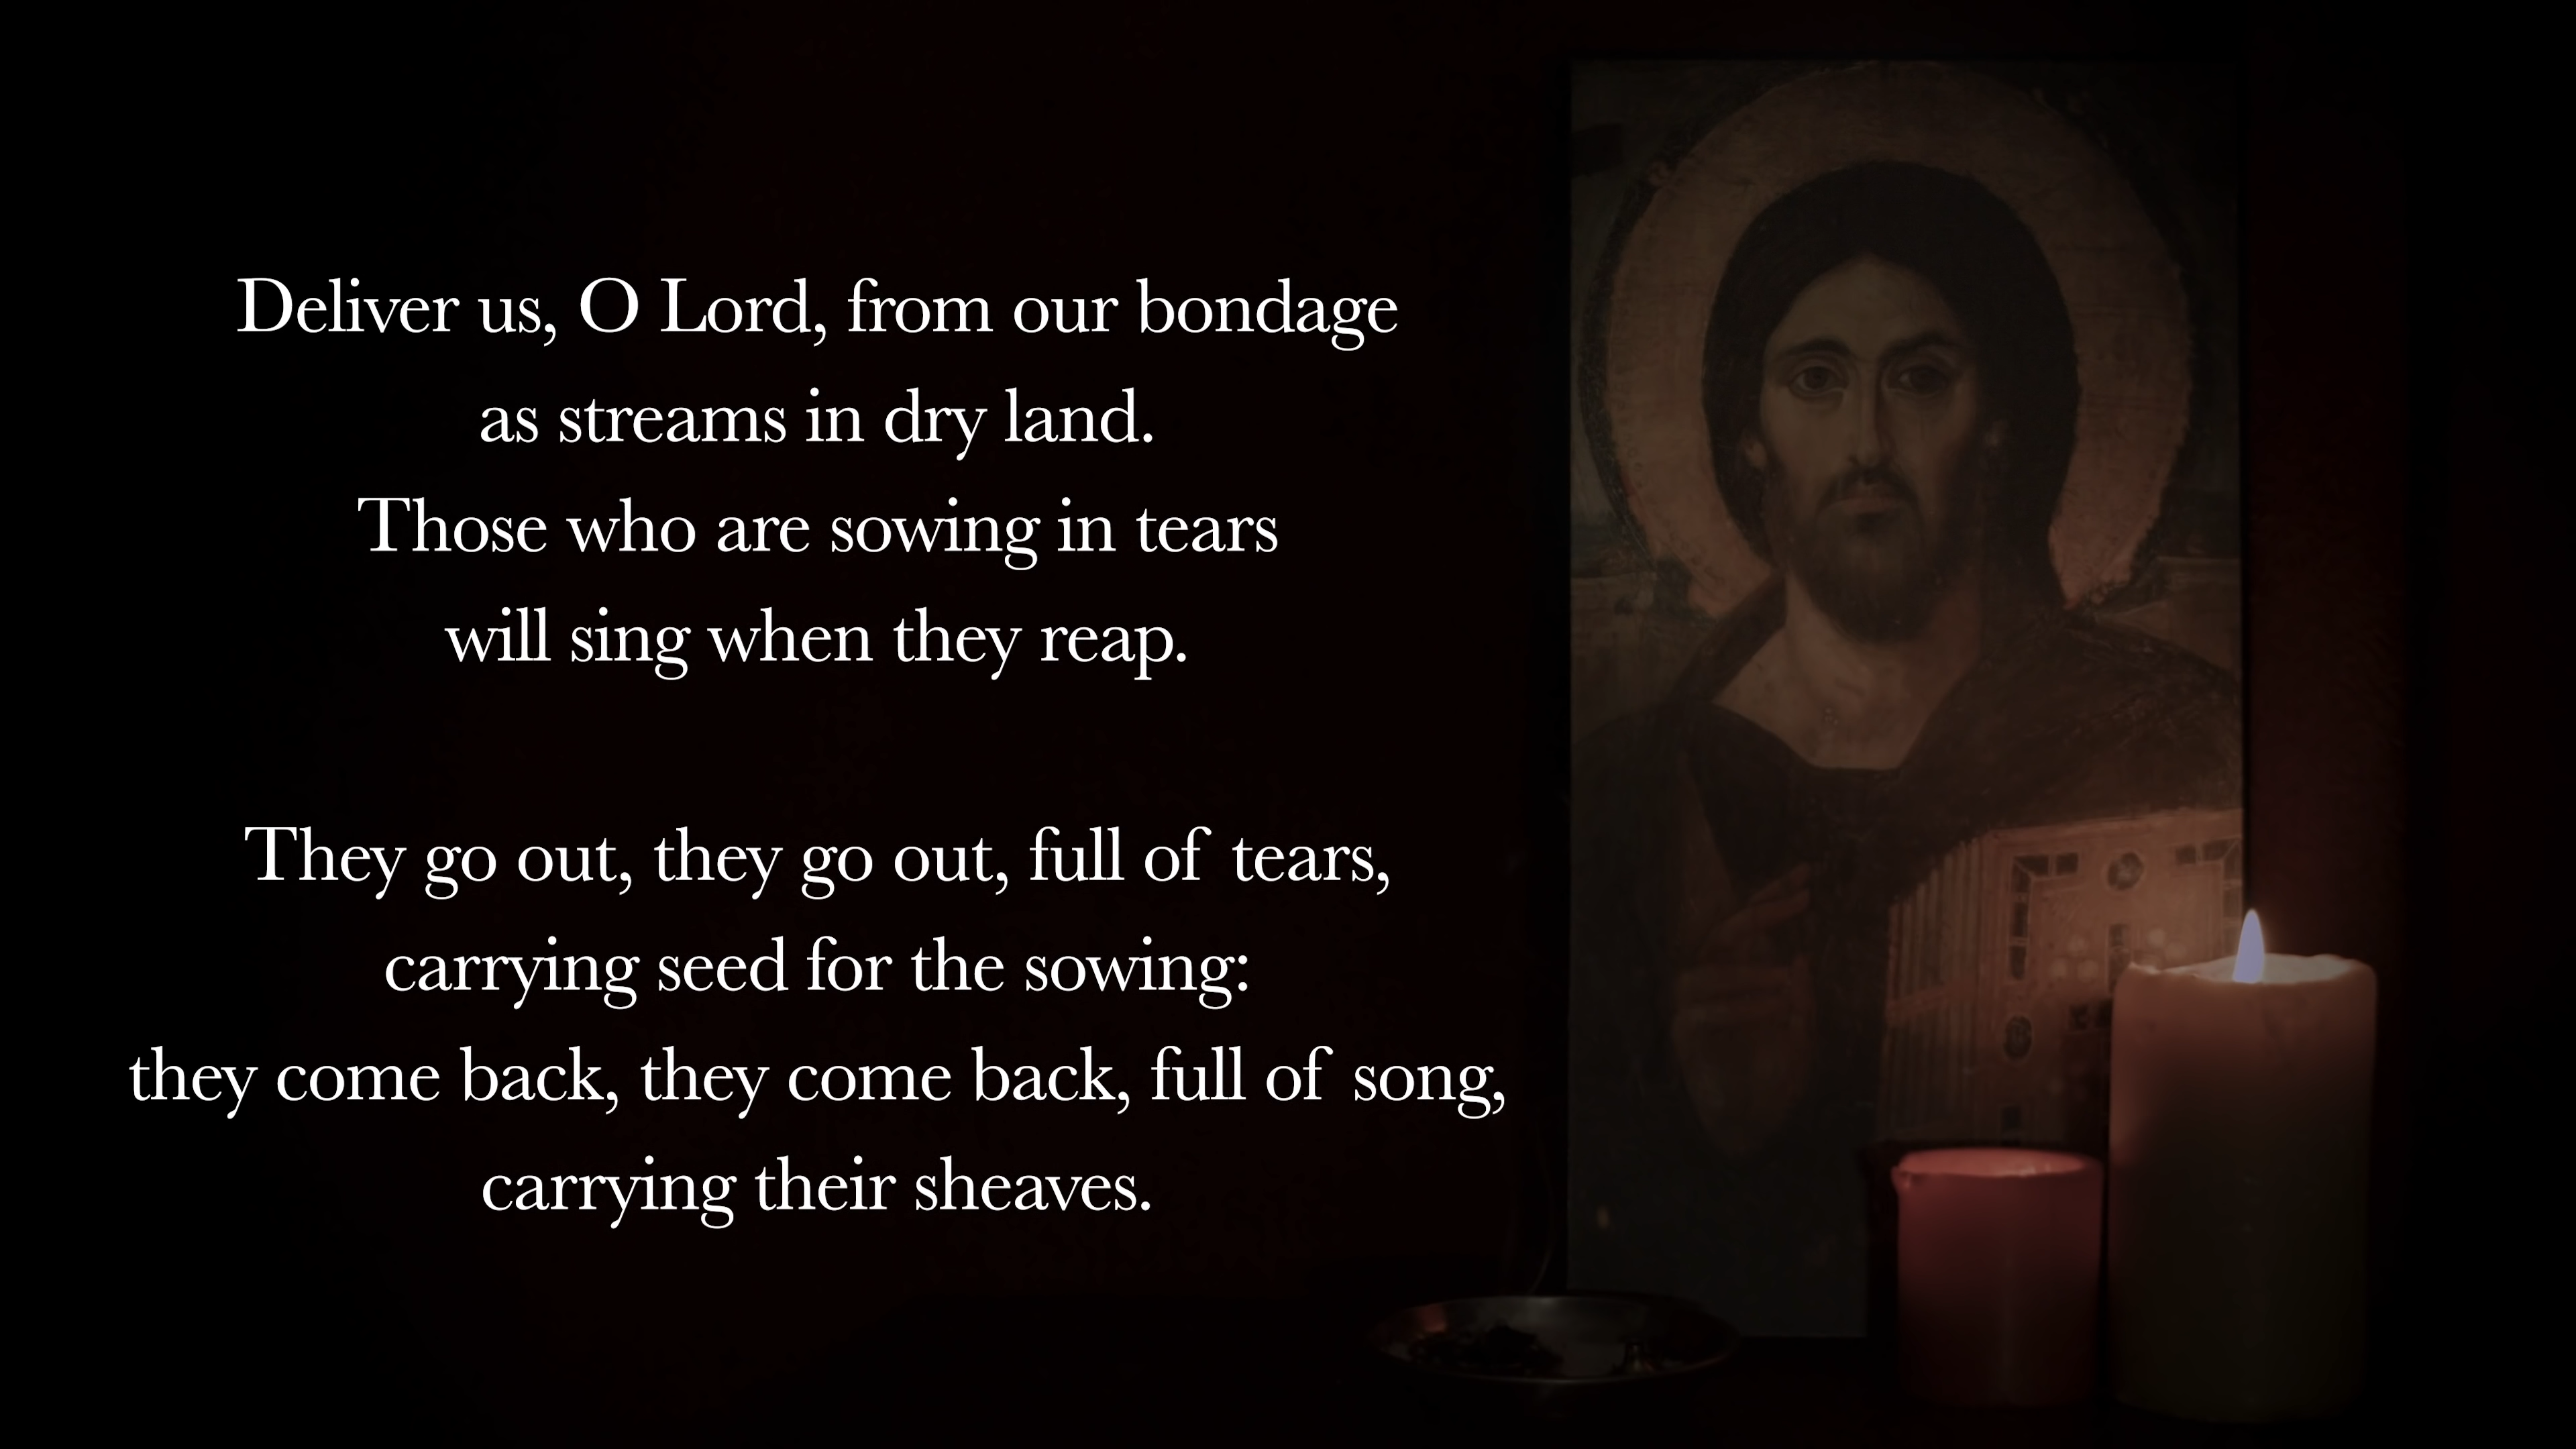 Deliver us, O Lord, from our bondage
as streams in dry land.
Those who are sowing in tears
will sing when they reap.
They go out, they go out, full of tears,
carrying seed for the sowing:
they come back, they come back, full of song,
carrying their sheaves.